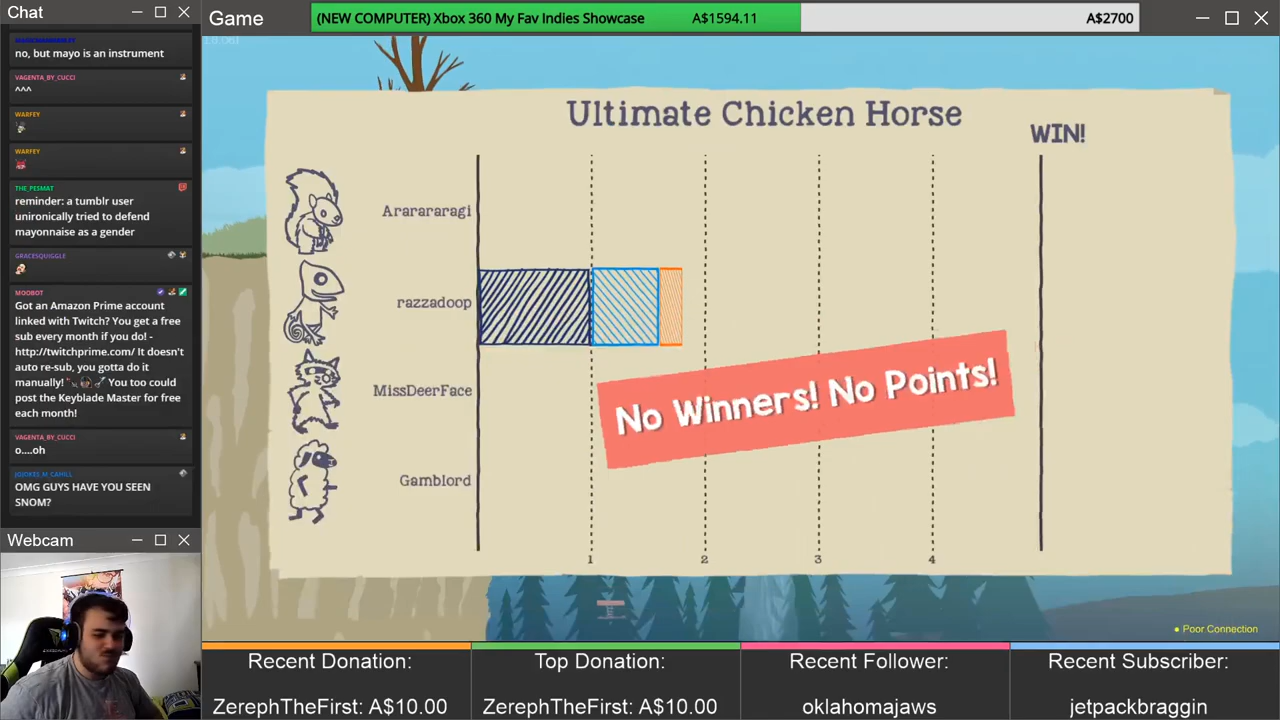 Chat
no, but mayo is an instrument
VAGENTA_BY_CUCCI
^^^
WARFEY
WARFEY
THE_PESMAT
reminder: a tumblr user
unironically tried to defend
mayonnaise as a gender
GRACESQUIGGLE
MOOBOT
Got an Amazon Prime account
linked with Twitch? You get a free
sub every month if you do! -
http://twitchprime.com/ It doesn't
auto re-sub, you gotta do it
manually! You too could
post the Keyblade Master for free
each month!
VAGENTA_BY_CUCCI
o....oh
OMG GUYS HAVE YOU SEEN
SNOM?
Webcam
Game
(NEW COMPUTER) Xbox 360 My Fav Indies Showcase
A$1594.11
A$2700
Ultimate Chicken Horse
WIN!
Ararararagi
razzadoop
MissDeerFace
Gamblord
No Winners! No Points!
1
2
3
4
Poor Connection
Recent Donation:
ZerephTheFirst: A$10.00
Top Donation:
ZerephTheFirst: A$10.00
Recent Follower:
oklahomajaws
Recent Subscriber:
jetpackbraggin